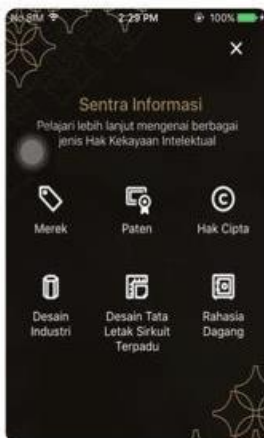 No SIM 2:29 PM 100%
Sentra Informasi
Pelajari lebih lanjut mengenai berbagai
jenis Hak Kekayaan Intelektual
Merek Paten Hak Cipta
Desain Industri
Desain Tata Letak Sirkuit Terpadu
Rahasia Dagang